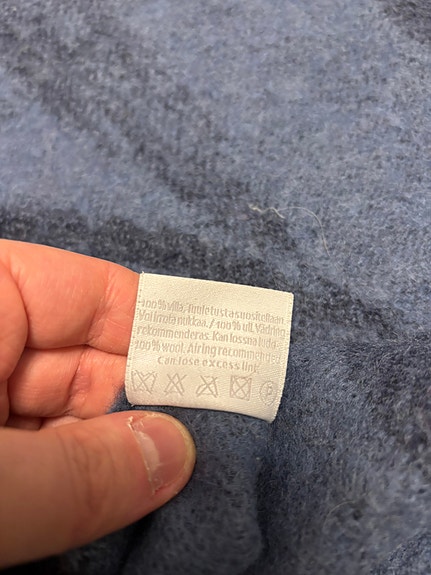 100% villa. Tuuletusta suositellaan.
Voi irrota nukkaa. / 100% ull. Vädring
rekommenderas. Kan lossna ludd.
100% wool. Airing recommended.
Can lose excess lint.
P